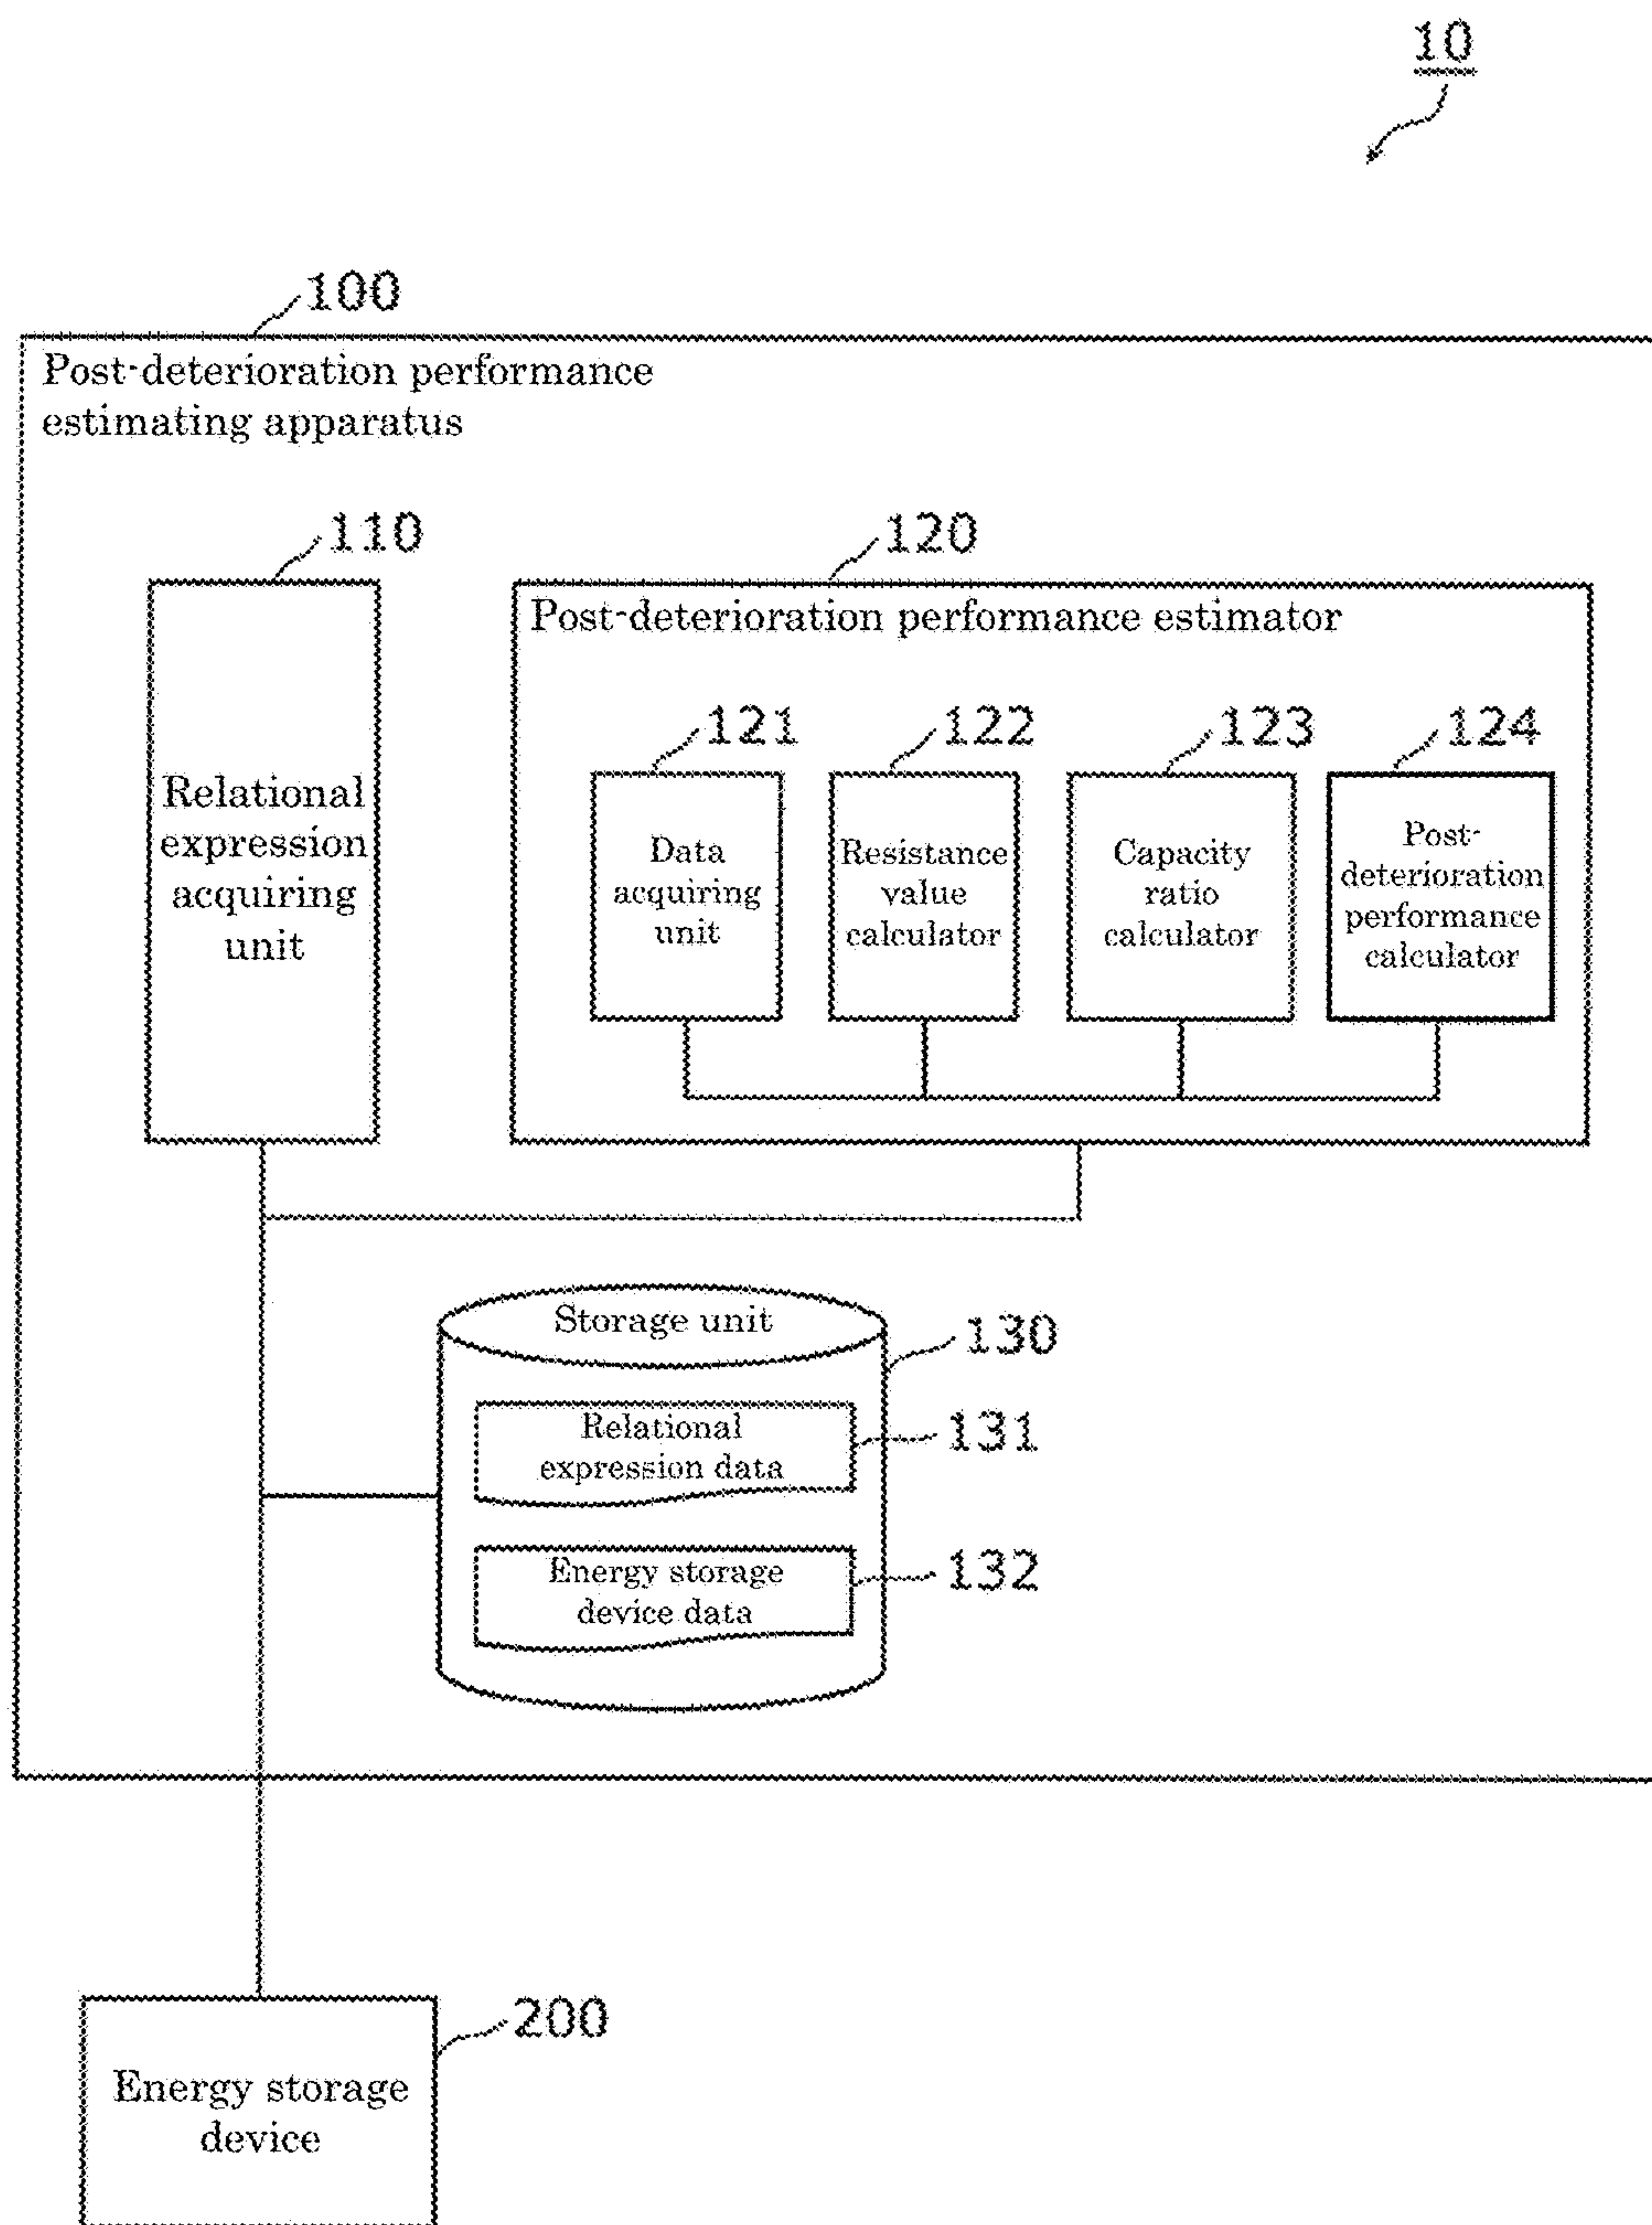 10
100
Post-deterioration performance
estimating apparatus
110
120
Relational
expression
acquiring
unit
Post-deterioration performance estimator
121
122
123
124
Data
acquiring
unit
Resistance
value
calculator
Capacity
ratio
calculator
Post-
deterioration
performance
calculator
Storage unit
130
Relational
expression data
131
Energy storage
device data
132
200
Energy storage
device